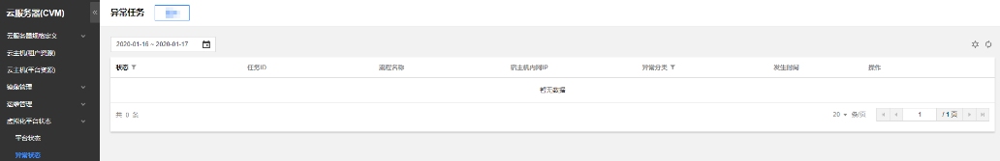 云服务器(CVM)
«
异常任务
云服务器规格定义
云主机(租户资源)
云主机(平台资源)
镜像管理
运维管理
虚拟化平台状态
平台状态
异常状态
2020-01-16 ~ 2020-01-17
状态 任务ID 流程名称 宿主机内网IP 异常分类 发生时间 操作
暂无数据
共 0 条
20 条/页 1 / 1 页